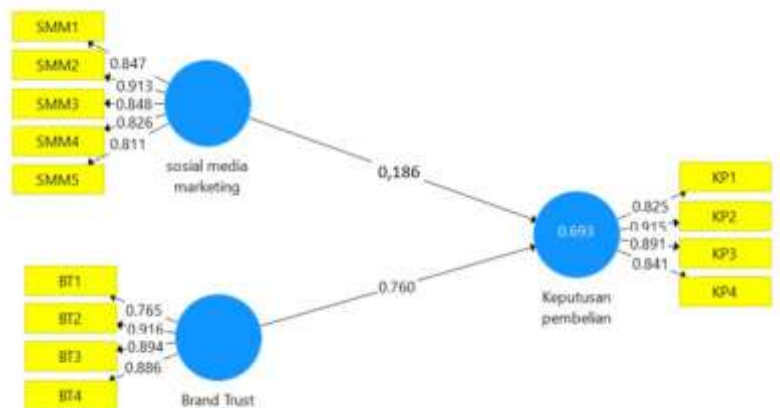 SMM1
SMM2
SMM3
SMM4
SMM5
0.847
0.913
0.848
0.826
0.811
sosial media
marketing
0,186
BT1
BT2
BT3
BT4
0.765
0.916
0.894
0.886
Brand Trust
0.760
0.693
Keputusan
pembelian
0.825
0.915
0.891
0.841
KP1
KP2
KP3
KP4